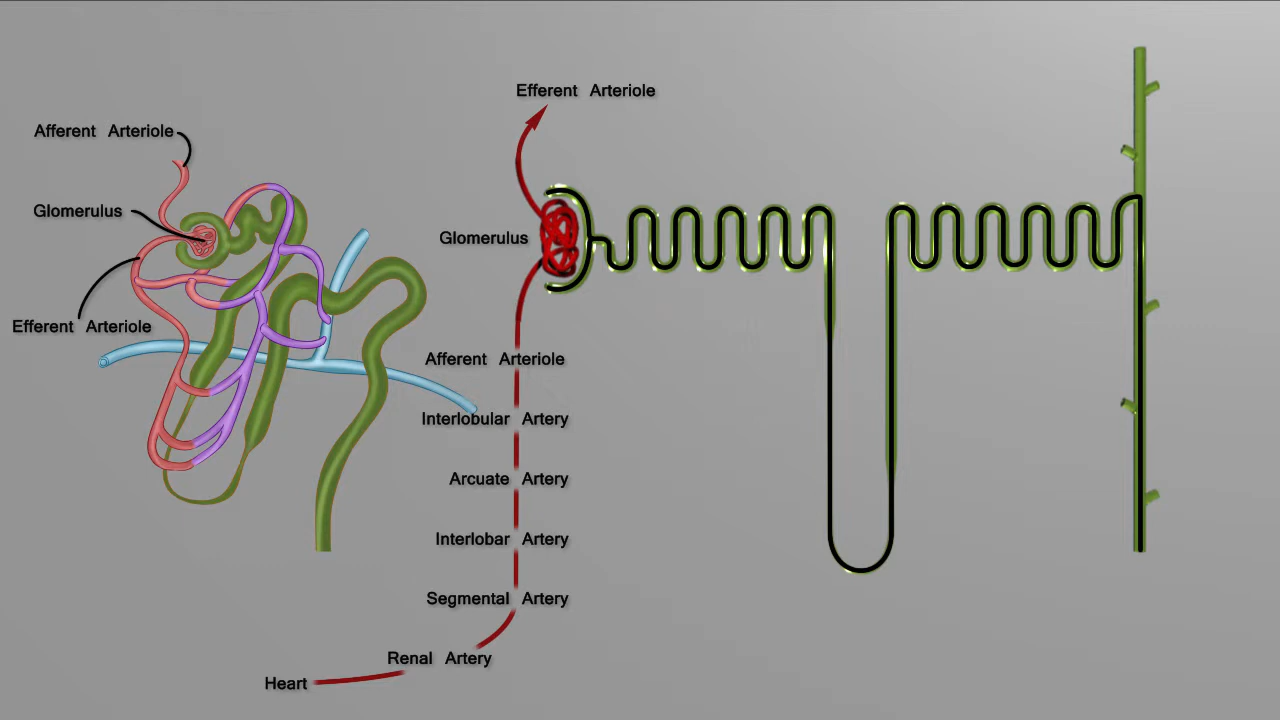 Afferent Arteriole
Glomerulus
Efferent Arteriole
Efferent Arteriole
Glomerulus
Afferent Arteriole
Interlobular Artery
Arcuate Artery
Interlobar Artery
Segmental Artery
Renal Artery
Heart